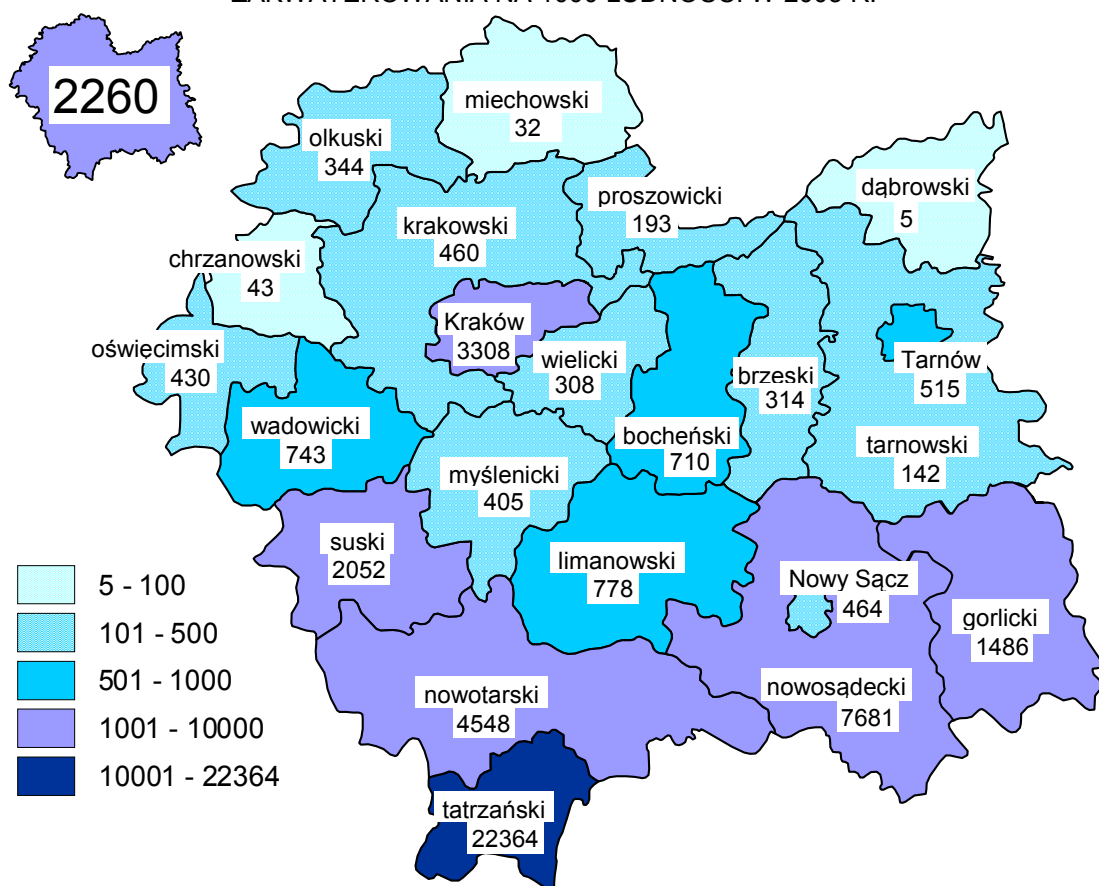 2260
miechowski
32
olkuski
344
dąbrowski
5
proszowicki
193
krakowski
460
chrzanowski
43
Kraków
3308
oświęcimski
430
wielicki
308
Tarnów
515
brzeski
314
wadowicki
743
bocheński
710
tarnowski
142
myślenicki
405
suski
2052
limanowski
778
Nowy Sącz
464
gorlicki
1486
nowotarski
4548
nowosądecki
7681
tatrzański
22364
5 - 100
101 - 500
501 - 1000
1001 - 10000
10001 - 22364